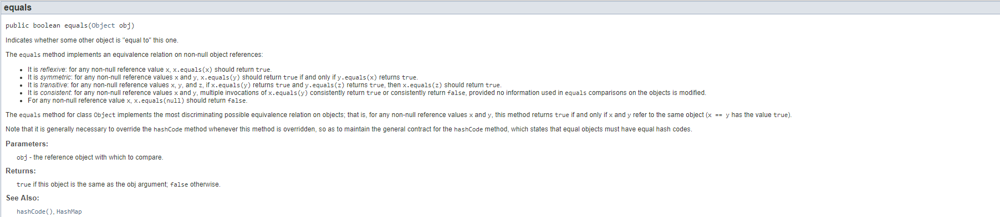 equals
public boolean equals(Object obj)
Indicates whether some other object is "equal to" this one.
The equals method implements an equivalence relation on non-null object references:
• It is reflexive: for any non-null reference value x, x.equals(x) should return true.
• It is symmetric: for any non-null reference values x and y, x.equals(y) should return true if and only if y.equals(x) returns true.
• It is transitive: for any non-null reference values x, y, and z, if x.equals(y) returns true and y.equals(z) returns true, then x.equals(z) should return true.
• It is consistent: for any non-null reference values x and y, multiple invocations of x.equals(y) consistently return true or consistently return false, provided no information used in equals comparisons on the objects is modified.
• For any non-null reference value x, x.equals(null) should return false.
The equals method for class Object implements the most discriminating possible equivalence relation on objects; that is, for any non-null reference values x and y, this method returns true if and only if x and y refer to the same object (x == y has the value true).
Note that it is generally necessary to override the hashCode method whenever this method is overridden, so as to maintain the general contract for the hashCode method, which states that equal objects must have equal hash codes.
Parameters:
obj - the reference object with which to compare.
Returns:
true if this object is the same as the obj argument; false otherwise.
See Also:
hashCode(), HashMap